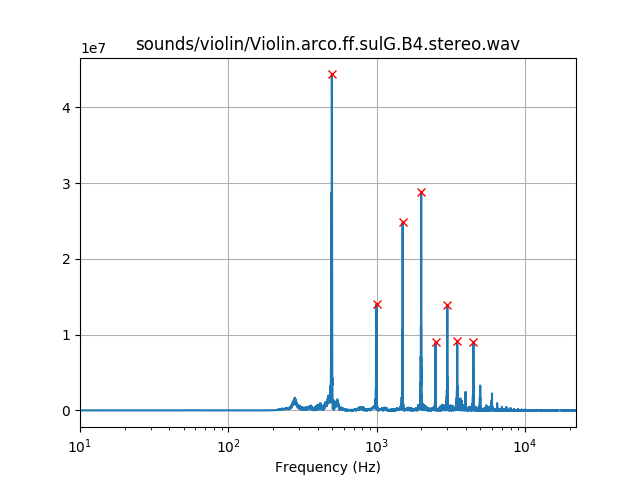 sounds/violin/Violin.arco.ff.sulG.B4.stereo.wav
1e7
4
3
2
1
0
10¹ 10² 10³ 10⁴
Frequency (Hz)